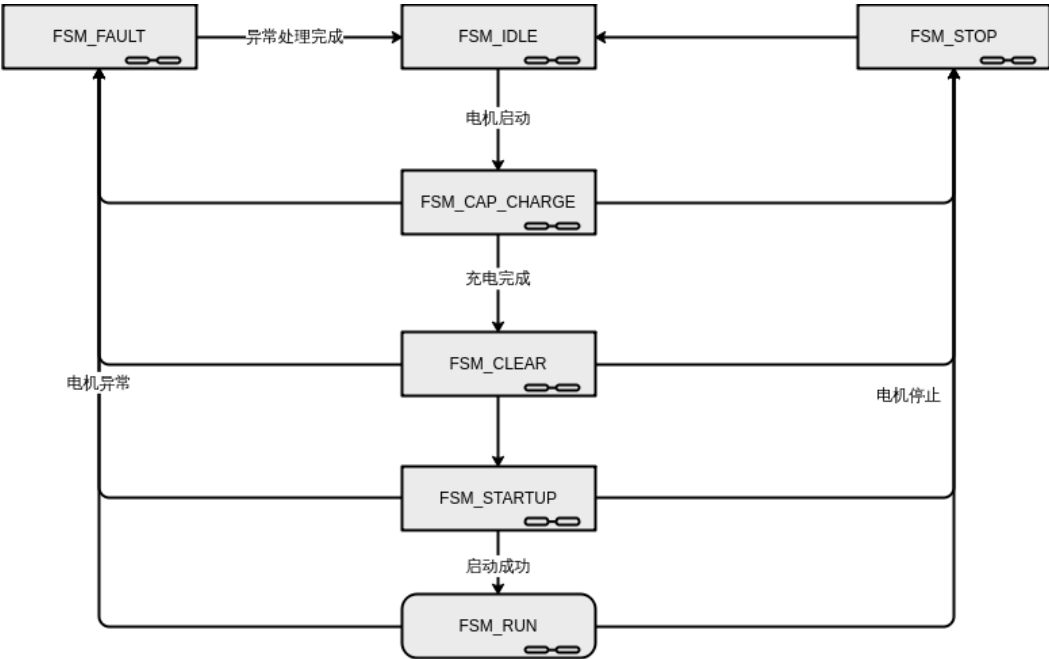 FSM_FAULT
异常处理完成
FSM_IDLE
FSM_STOP
电机启动
FSM_CAP_CHARGE
充电完成
FSM_CLEAR
电机异常
电机停止
FSM_STARTUP
启动成功
FSM_RUN